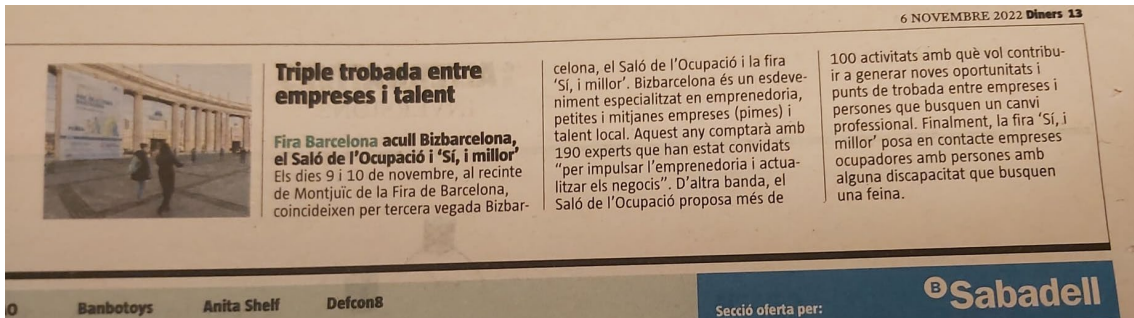 6 NOVEMBRE 2022 Diners 13
Triple trobada entre
empreses i talent
Fira Barcelona acull Bizbarcelona,
el Saló de l'Ocupació i 'Sí, i millor'
Els dies 9 i 10 de novembre, al recinte
de Montjuïc de la Fira de Barcelona,
coincideixen per tercera vegada Bizbar-
celona, el Saló de l'Ocupació i la fira
'Sí, i millor'. Bizbarcelona és un esdeve-
niment especialitzat en emprenedoria,
petites i mitjanes empreses (pimes) i
talent local. Aquest any comptarà amb
190 experts que han estat convidats
"per impulsar l'emprenedoria i actua-
litzar els negocis". D'altra banda, el
Saló de l'Ocupació proposa més de
100 activitats amb què vol contribu-
ir a generar noves oportunitats i
punts de trobada entre empreses i
persones que busquen un canvi
professional. Finalment, la fira 'Sí, i
millor' posa en contacte empreses
ocupadores amb persones amb
alguna discapacitat que busquen
una feina.
Banbotoys Anita Shelf Defcon8
Secció oferta per:
B Sabadell